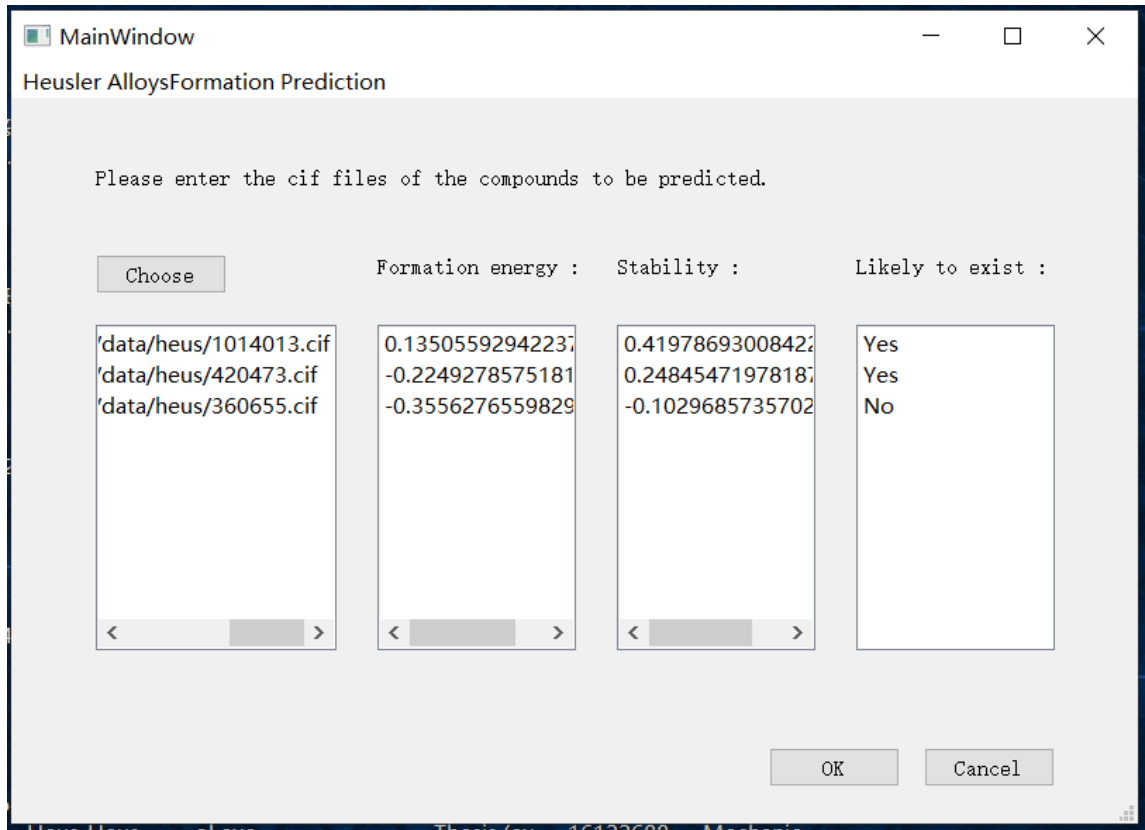 MainWindow
Heusler AlloysFormation Prediction
Please enter the cif files of the compounds to be predicted.
Choose
Formation energy :
Stability :
Likely to exist :
/data/heus/1014013.cif
0.13505592942237
0.41978693008422
Yes
/data/heus/420473.cif
-0.2249278575181
0.24845471978187
Yes
/data/heus/360655.cif
-0.3556276559829
-0.1029685735702
No
OK
Cancel